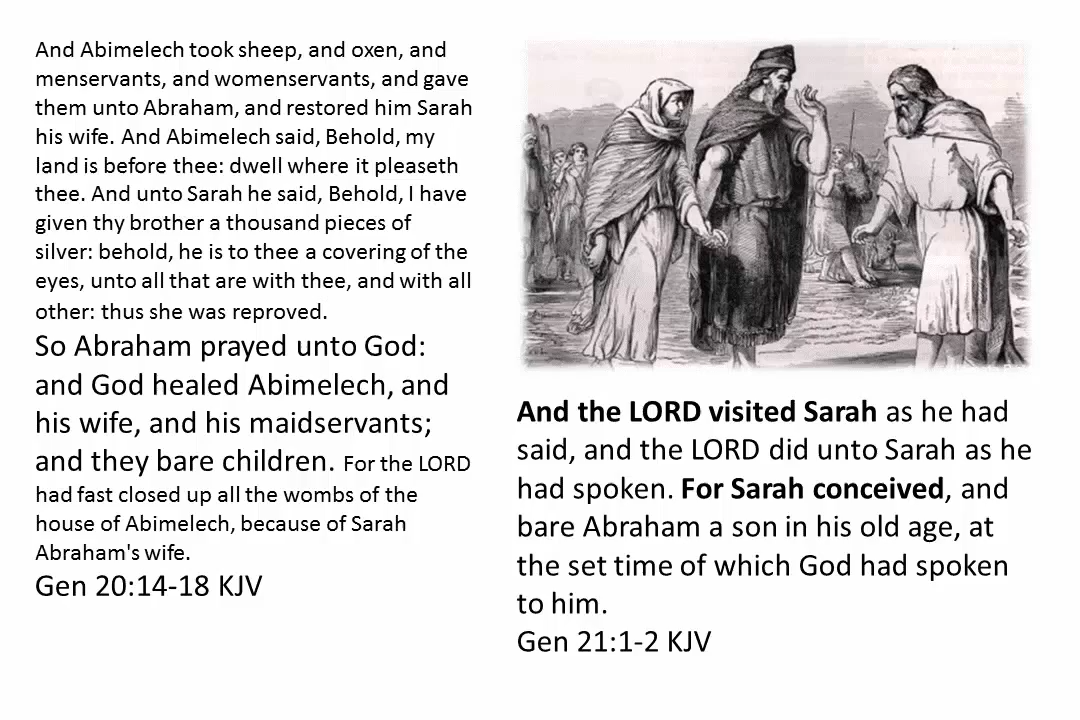 And Abimelech took sheep, and oxen, and
menservants, and womenservants, and gave
them unto Abraham, and restored him Sarah
his wife. And Abimelech said, Behold, my
land is before thee: dwell where it pleaseth
thee. And unto Sarah he said, Behold, I have
given thy brother a thousand pieces of
silver: behold, he is to thee a covering of the
eyes, unto all that are with thee, and with all
other: thus she was reproved.
So Abraham prayed unto God:
and God healed Abimelech, and
his wife, and his maidservants;
and they bare children. For the LORD
had fast closed up all the wombs of the
house of Abimelech, because of Sarah
Abraham's wife.
Gen 20:14-18 KJV
And the LORD visited Sarah as he had
said, and the LORD did unto Sarah as he
had spoken. For Sarah conceived, and
bare Abraham a son in his old age, at
the set time of which God had spoken
to him.
Gen 21:1-2 KJV